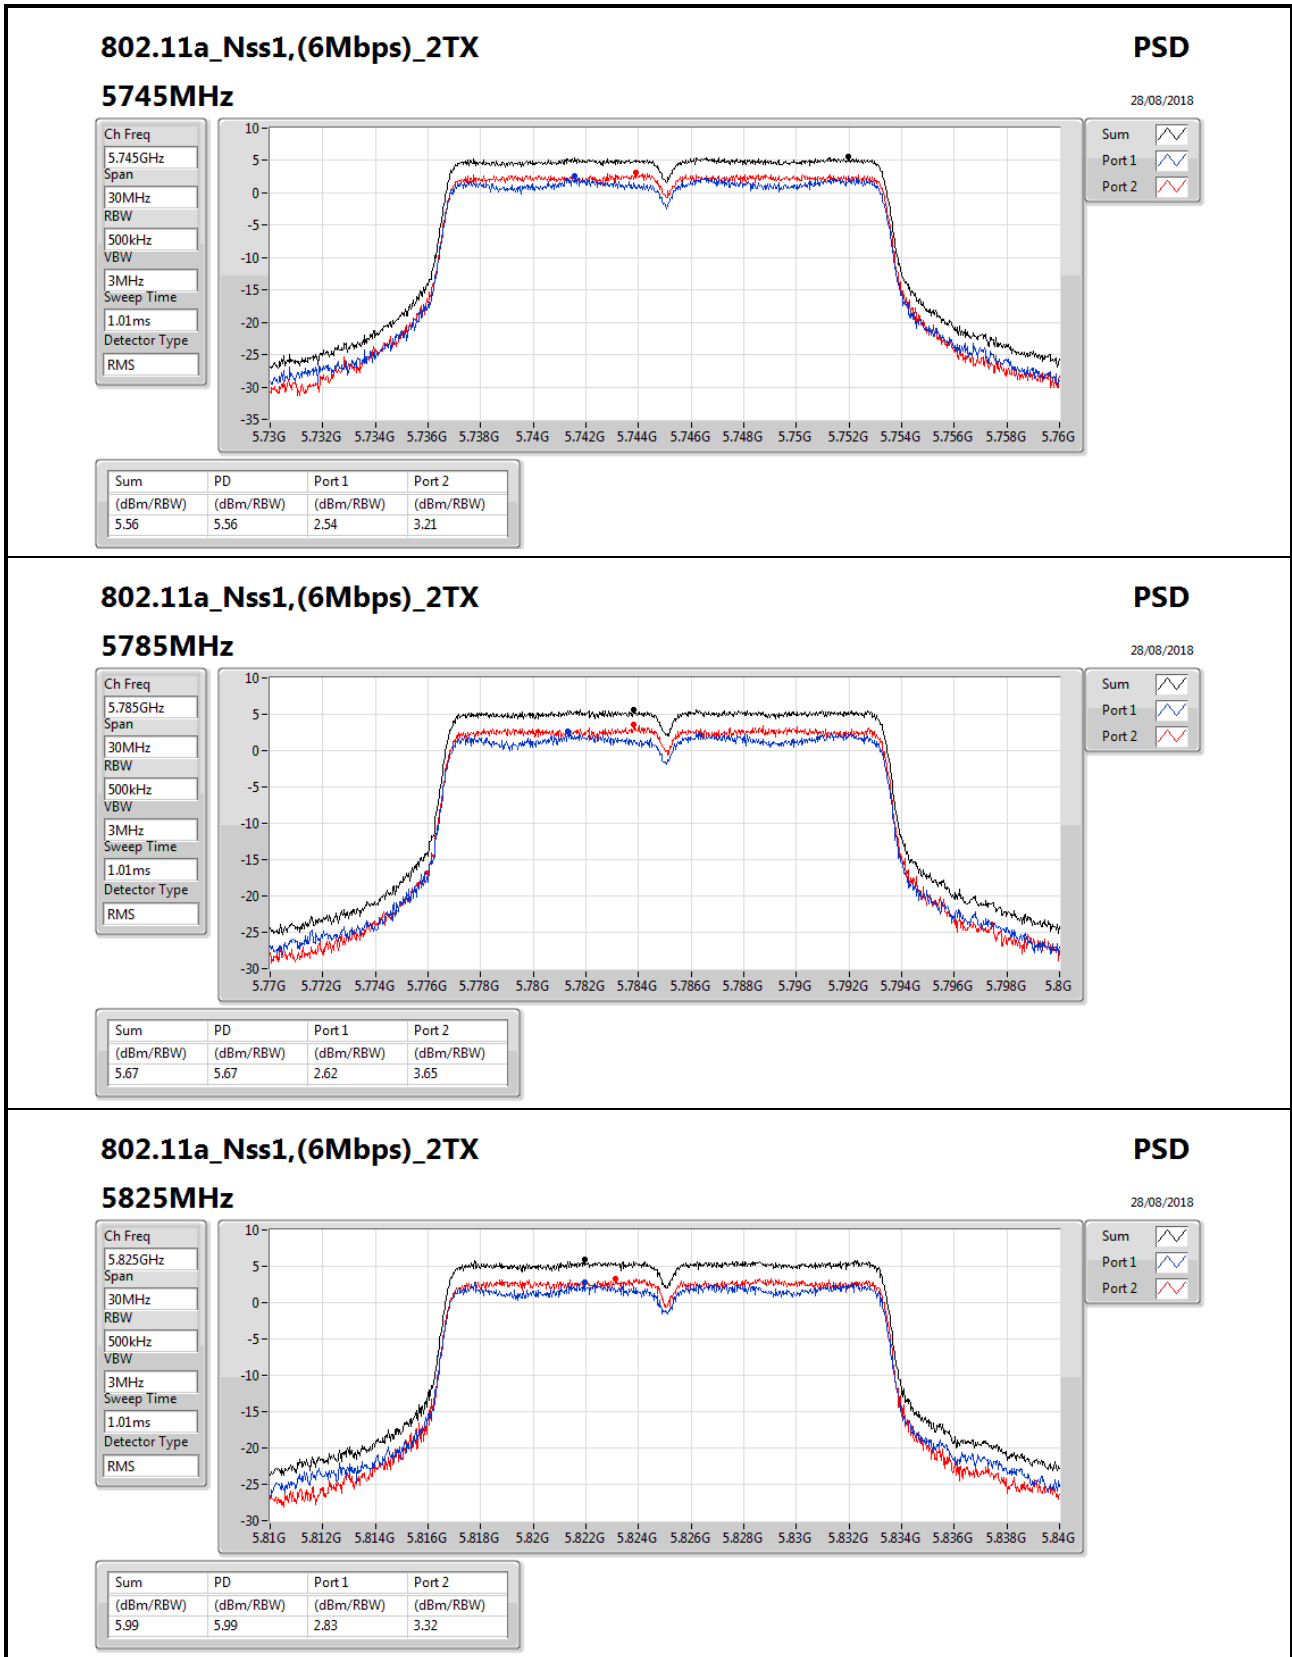 802.11a_Nss1,(6Mbps)_2TX PSD
5745MHz 28/08/2018
Ch Freq
5.745GHz
Span
30MHz
RBW
500kHz
VBW
3MHz
Sweep Time
1.01ms
Detector Type
RMS
10
5
0
-5
-10
-15
-20
-25
-30
-35
5.73G 5.732G 5.734G 5.736G 5.738G 5.74G 5.742G 5.744G 5.746G 5.748G 5.75G 5.752G 5.754G 5.756G 5.758G 5.76G
Sum
Port 1
Port 2
Sum PD Port 1 Port 2
(dBm/RBW) (dBm/RBW) (dBm/RBW) (dBm/RBW)
5.56 5.56 2.54 3.21
802.11a_Nss1,(6Mbps)_2TX PSD
5785MHz 28/08/2018
Ch Freq
5.785GHz
Span
30MHz
RBW
500kHz
VBW
3MHz
Sweep Time
1.01ms
Detector Type
RMS
10
5
0
-5
-10
-15
-20
-25
-30
5.77G 5.772G 5.774G 5.776G 5.778G 5.78G 5.782G 5.784G 5.786G 5.788G 5.79G 5.792G 5.794G 5.796G 5.798G 5.8G
Sum
Port 1
Port 2
Sum PD Port 1 Port 2
(dBm/RBW) (dBm/RBW) (dBm/RBW) (dBm/RBW)
5.67 5.67 2.62 3.65
802.11a_Nss1,(6Mbps)_2TX PSD
5825MHz 28/08/2018
Ch Freq
5.825GHz
Span
30MHz
RBW
500kHz
VBW
3MHz
Sweep Time
1.01ms
Detector Type
RMS
10
5
0
-5
-10
-15
-20
-25
-30
5.81G 5.812G 5.814G 5.816G 5.818G 5.82G 5.822G 5.824G 5.826G 5.828G 5.83G 5.832G 5.834G 5.836G 5.838G 5.84G
Sum
Port 1
Port 2
Sum PD Port 1 Port 2
(dBm/RBW) (dBm/RBW) (dBm/RBW) (dBm/RBW)
5.99 5.99 2.83 3.32